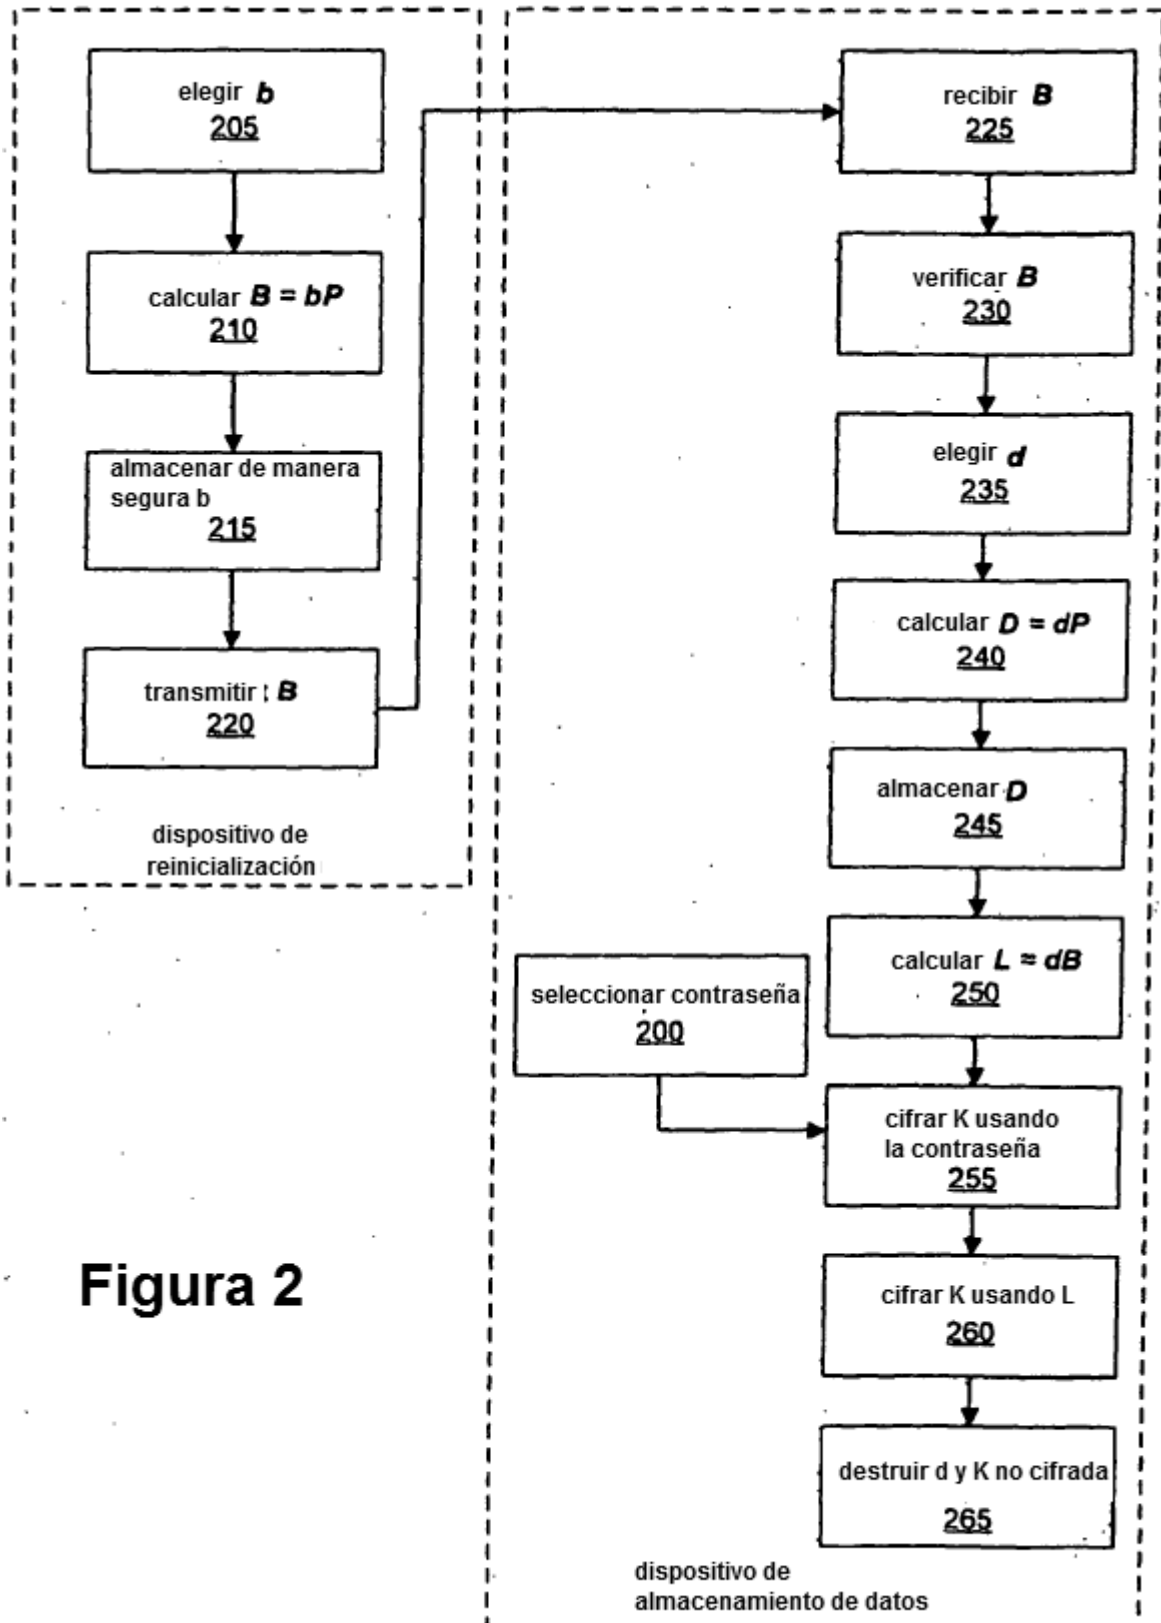 elegir b
205
calcular B = bP
210
almacenar de manera
segura b
215
transmitir B
220
dispositivo de
reinicialización
recibir B
225
verificar B
230
elegir d
235
calcular D = dP
240
almacenar D
245
calcular L = dB
250
seleccionar contraseña
200
cifrar K usando
la contraseña
255
cifrar K usando L
260
destruir d y K no cifrada
265
dispositivo de
almacenamiento de datos
Figura 2